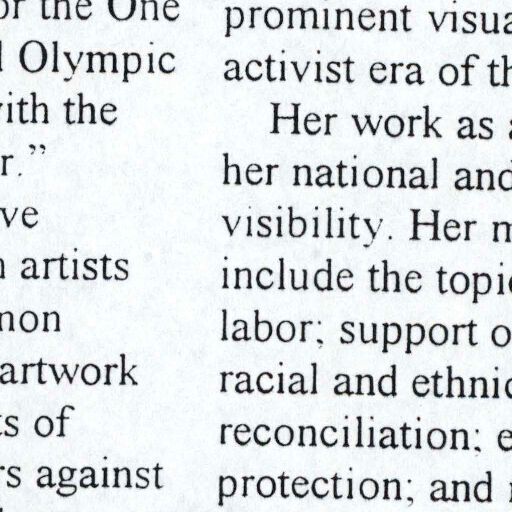 or the One
Olympic
with the
r."
ve
artists
non
artwork
ts of
rs against
prominent visua
activist era of th
Her work as a
her national and
visibility. Her m
include the topi
labor; support o
racial and ethnic
reconciliation; e
protection; and